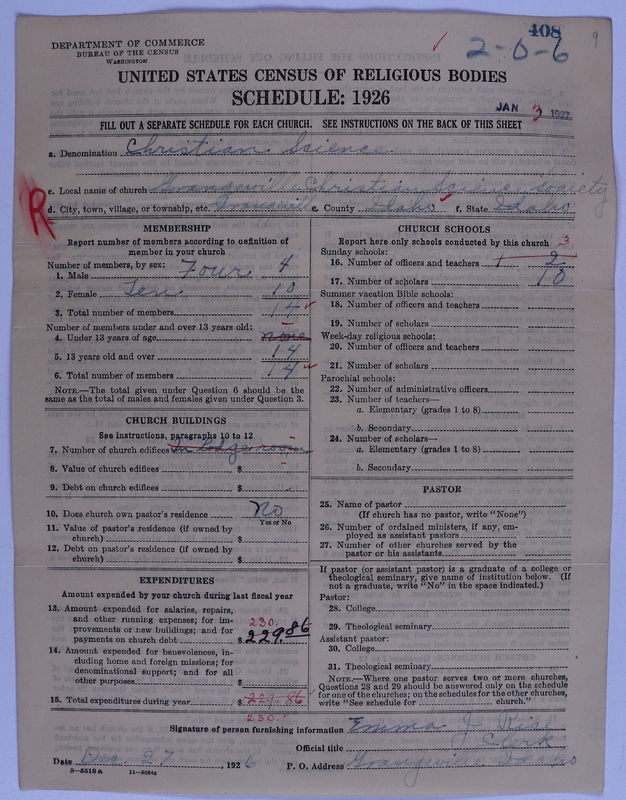 408
9
2-0-6
DEPARTMENT OF COMMERCE
BUREAU OF THE CENSUS
WASHINGTON
UNITED STATES CENSUS OF RELIGIOUS BODIES
SCHEDULE: 1926
JAN 3 1927
FILL OUT A SEPARATE SCHEDULE FOR EACH CHURCH. SEE INSTRUCTIONS ON THE BACK OF THIS SHEET
a. Denomination Christian Science
c. Local name of church Grangeville Christian Science Society
R
d. City, town, village, or township, etc. Grangeville e. County Idaho f. State Idaho
MEMBERSHIP
Report number of members according to definition of
member in your church
Number of members, by sex:
1. Male Four 4
2. Female Ten 10
3. Total number of members 14
Number of members under and over 13 years old:
4. Under 13 years of age none
5. 13 years old and over 14
6. Total number of members 14
NOTE.—The total given under Question 6 should be
the same as the total of males and females given under Question 3.
CHURCH BUILDINGS
See instructions, paragraphs 10 to 12
7. Number of church edifices In Lodge room
8. Value of church edifices $
9. Debt on church edifices $
10. Does church own pastor's residence No
Yes or No
11. Value of pastor's residence (if owned by
church) $
12. Debt on pastor's residence (if owned by
church) $
EXPENDITURES
Amount expended by your church during last fiscal year
13. Amount expended for salaries, repairs,
and other running expenses; for im-
provements or new buildings; and for
payments on church debt $ 229.86
230.
14. Amount expended for benevolences, in-
cluding home and foreign missions; for
denominational support; and for all
other purposes $
15. Total expenditures during year $ 229.86
230.
CHURCH SCHOOLS
Report here only schools conducted by this church
Sunday schools:
3
16. Number of officers and teachers 1 2
17. Number of scholars 10
Summer vacation Bible schools:
18. Number of officers and teachers
19. Number of scholars
Week-day religious schools:
20. Number of officers and teachers
21. Number of scholars
Parochial schools:
22. Number of administrative officers
23. Number of teachers—
a. Elementary (grades 1 to 8)
b. Secondary
24. Number of scholars—
a. Elementary (grades 1 to 8)
b. Secondary
PASTOR
25. Name of pastor
(If church has no pastor, write "None")
26. Number of ordained ministers, if any, em-
ployed as assistant pastors
27. Number of other churches served by the
pastor or his assistants
If pastor (or assistant pastor) is a graduate of a college or
theological seminary, give name of institution below. (If
not a graduate, write "No" in the space indicated.)
Pastor:
28. College
29. Theological seminary
Assistant pastor:
30. College
31. Theological seminary
NOTE.—Where one pastor serves two or more churches,
Questions 28 and 29 should be answered only on the schedule
for one of the churches; on the schedules for the other churches,
write "See schedule for church."
Signature of person furnishing information Emma J.
Official title Clerk
Date Dec. 27, 1926 P. O. Address Grangeville Idaho
8-5518a 11-9084a